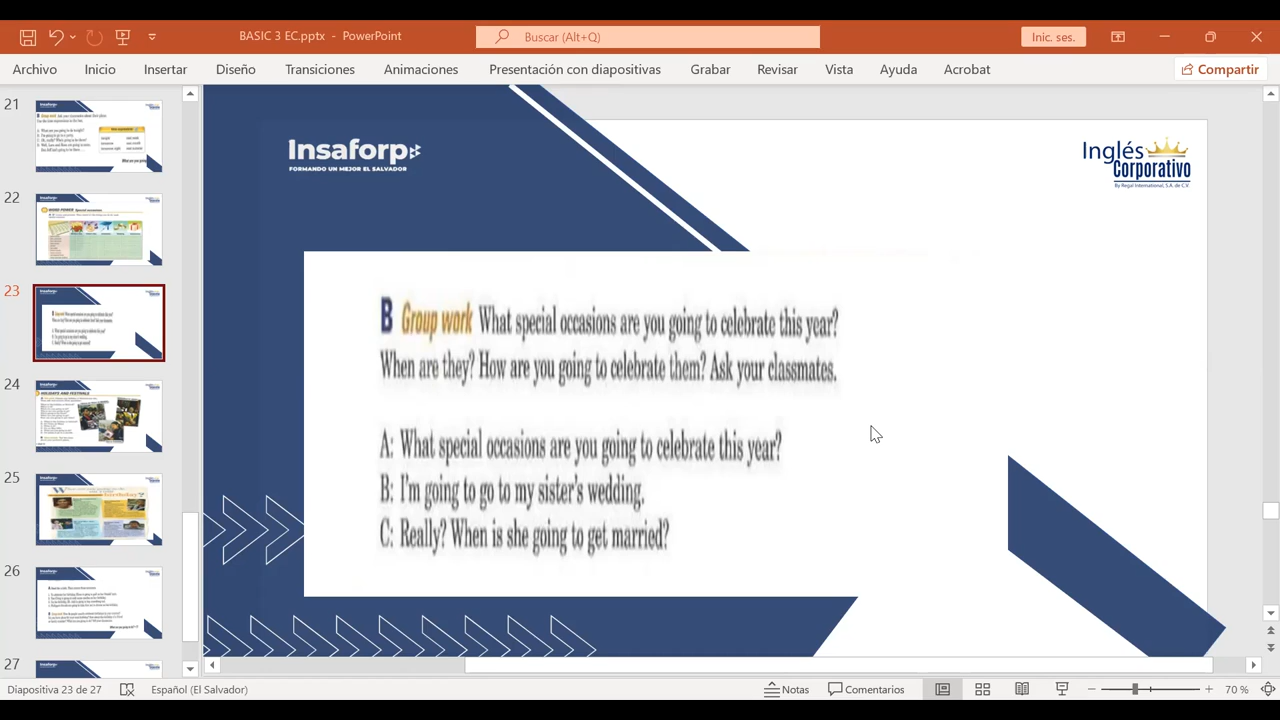 BASIC 3 EC.pptx - PowerPoint
Buscar (Alt+Q)
Inic. ses.
Archivo Inicio Insertar Diseño Transiciones Animaciones Presentación con diapositivas Grabar Revisar Vista Ayuda Acrobat
Compartir
21
22
23
24
25
26
27
HOLIDAYS AND FESTIVALS
Insaforp
FORMANDO UN MEJOR EL SALVADOR
Inglés
Corporativo
By Regal International, S.A. de C.V.
B Group work What special occasions are you going to celebrate this year?
When are they? How are you going to celebrate them? Ask your classmates.
A: What special occasions are you going to celebrate this year?
B: I'm going to go to my sister's wedding.
C: Really? When is she going to get married?
Diapositiva 23 de 27
Español (El Salvador)
Notas
Comentarios
70 %